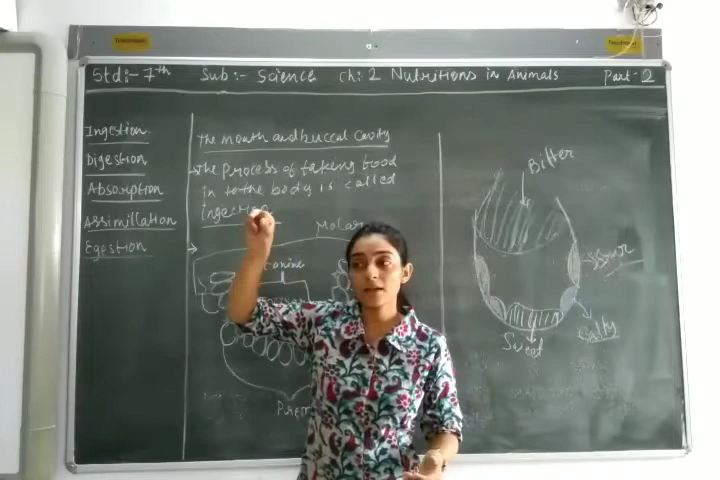 Std:- 7th Sub:- Science Ch: 2 Nutritions in Animals Part- 2
Ingestion
Digestion
Absorption
Assimillation
Egestion
The mouth and buccal Cavity
The process of taking food
in to the body is called
ingestion
Molar
Canine
Prem
Bitter
Sour
Salty
Sweet